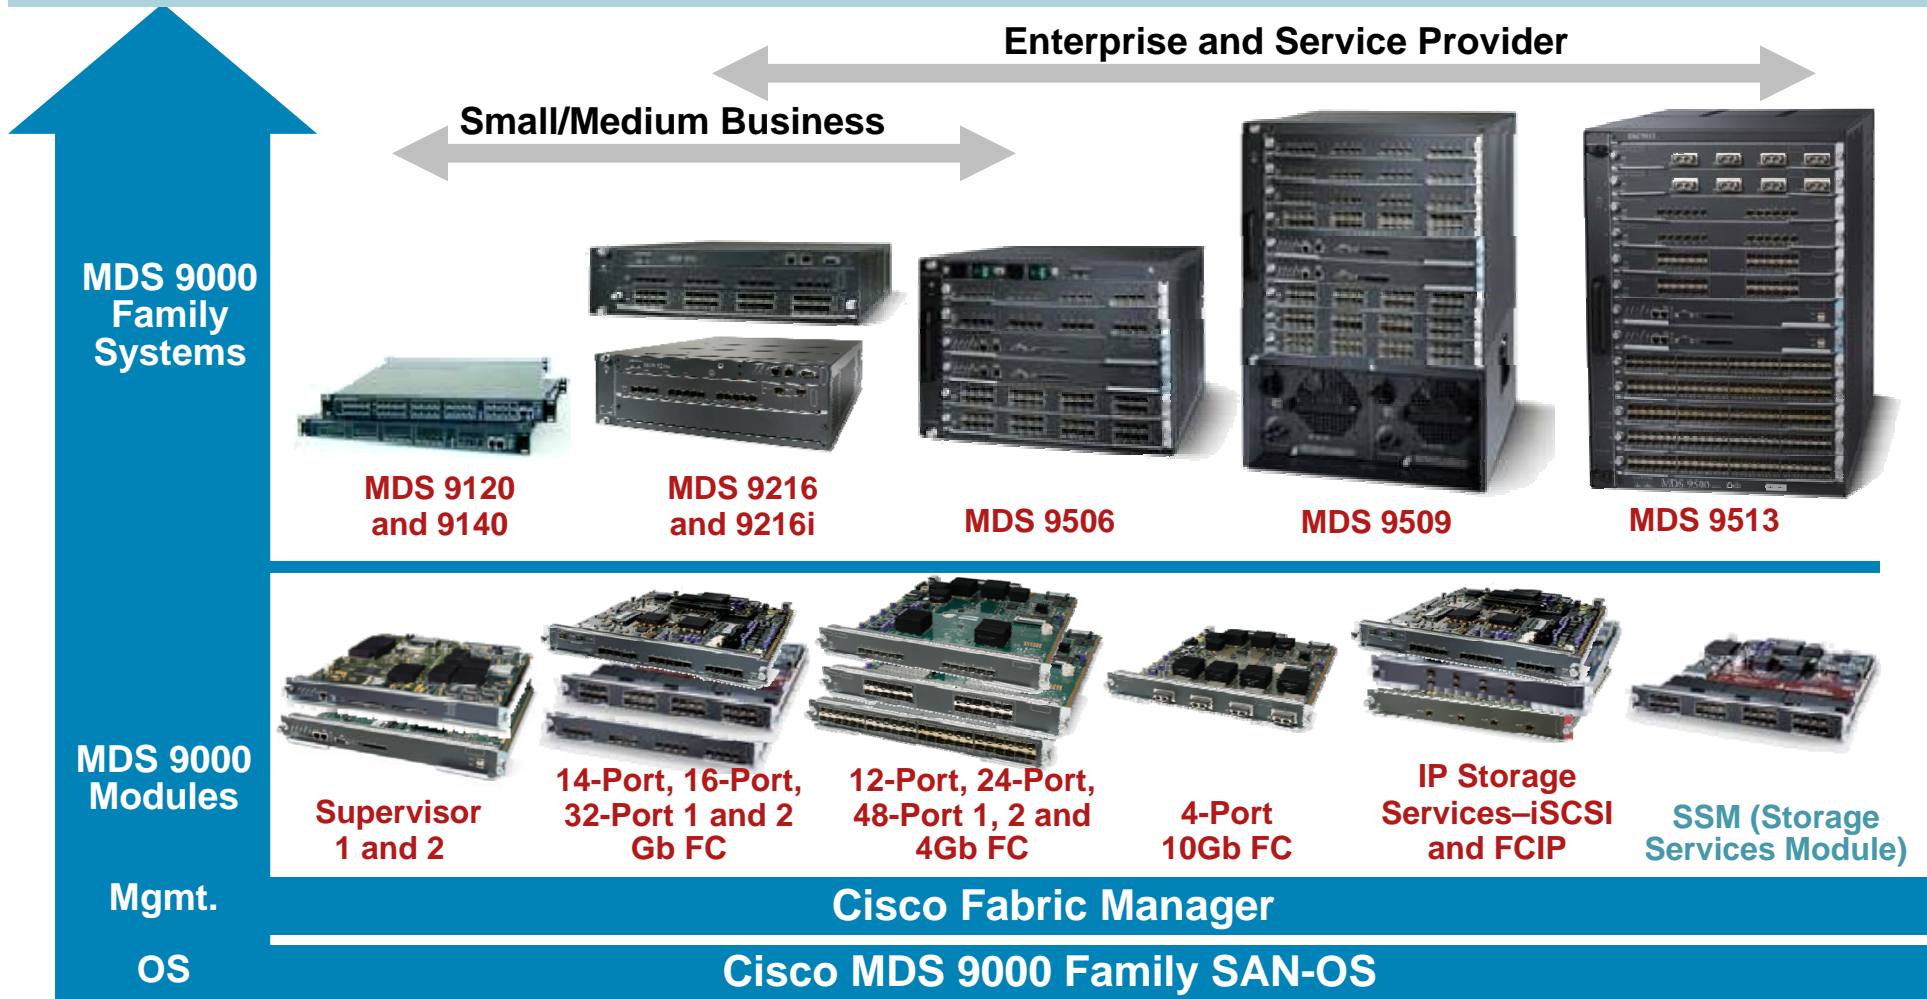 Enterprise and Service Provider
Small/Medium Business
MDS 9000
Family
Systems
MDS 9120
and 9140
MDS 9216
and 9216i
MDS 9506
MDS 9509
MDS 9513
MDS 9500
MDS 9000
Modules
Supervisor
1 and 2
14-Port, 16-Port,
32-Port 1 and 2
Gb FC
12-Port, 24-Port,
48-Port 1, 2 and
4Gb FC
4-Port
10Gb FC
IP Storage
Services–iSCSI
and FCIP
SSM (Storage
Services Module)
Mgmt.
Cisco Fabric Manager
OS
Cisco MDS 9000 Family SAN-OS